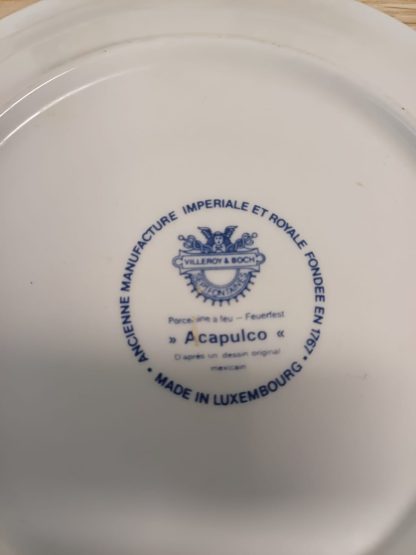 • ANCIENNE MANUFACTURE IMPERIALE ET ROYALE FONDEE EN 1767 •
VILLEROY & BOCH
SEPTFONTAINES
Porcelaine à feu — Feuerfest
» Acapulco «
D'après un dessin original
mexicain
MADE IN LUXEMBOURG